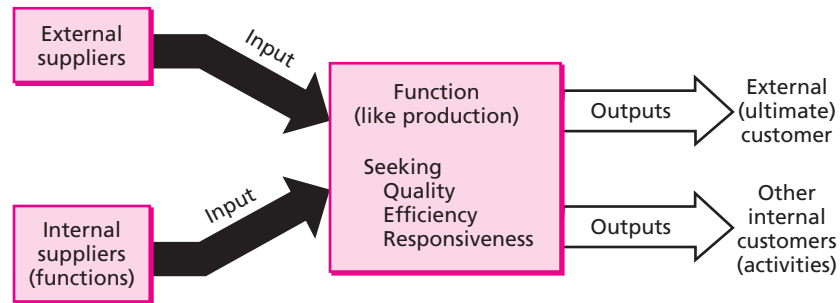 External
suppliers
Input
Function
(like production)
Seeking
Quality
Efficiency
Responsiveness
Outputs
External
(ultimate)
customer
Internal
suppliers
(functions)
Input
Outputs
Other
internal
customers
(activities)